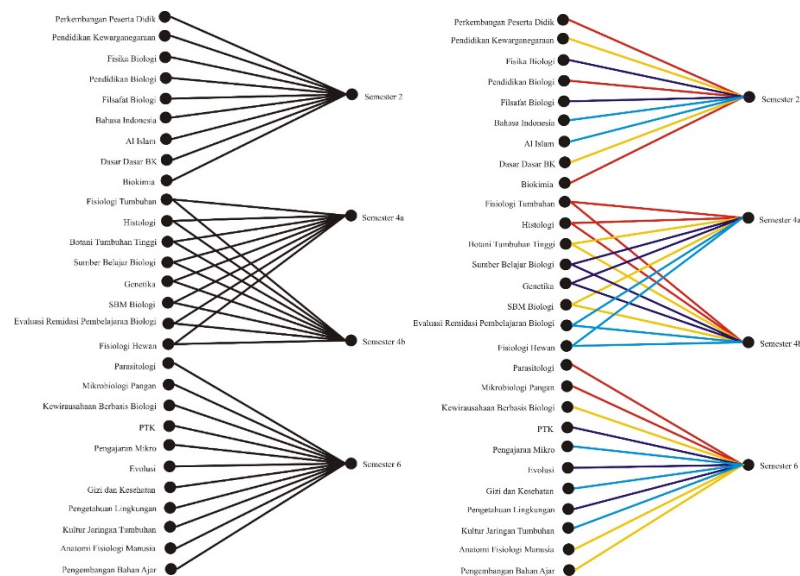 Perkembangan Peserta Didik
Pendidikan Kewarganegaraan
Fisika Biologi
Pendidikan Biologi
Filsafat Biologi
Bahasa Indonesia
Al Islam
Dasar Dasar BK
Biokimia
Semester 2
Fisiologi Tumbuhan
Histologi
Botani Tumbuhan Tinggi
Sumber Belajar Biologi
Genetika
SBM Biologi
Evaluasi Remidasi Pembelajaran Biologi
Fisiologi Hewan
Semester 4a
Semester 4b
Parasitologi
Mikrobiologi Pangan
Kewirausahaan Berbasis Biologi
PTK
Pengajaran Mikro
Evolusi
Gizi dan Kesehatan
Pengetahuan Lingkungan
Kultur Jaringan Tumbuhan
Anatomi Fisiologi Manusia
Pengembangan Bahan Ajar
Semester 6
Perkembangan Peserta Didik
Pendidikan Kewarganegaraan
Fisika Biologi
Pendidikan Biologi
Filsafat Biologi
Bahasa Indonesia
Al Islam
Dasar Dasar BK
Biokimia
Semester 2
Fisiologi Tumbuhan
Histologi
Botani Tumbuhan Tinggi
Sumber Belajar Biologi
Genetika
SBM Biologi
Evaluasi Remidasi Pembelajaran Biologi
Fisiologi Hewan
Semester 4a
Semester 4b
Parasitologi
Mikrobiologi Pangan
Kewirausahaan Berbasis Biologi
PTK
Pengajaran Mikro
Evolusi
Gizi dan Kesehatan
Pengetahuan Lingkungan
Kultur Jaringan Tumbuhan
Anatomi Fisiologi Manusia
Pengembangan Bahan Ajar
Semester 6